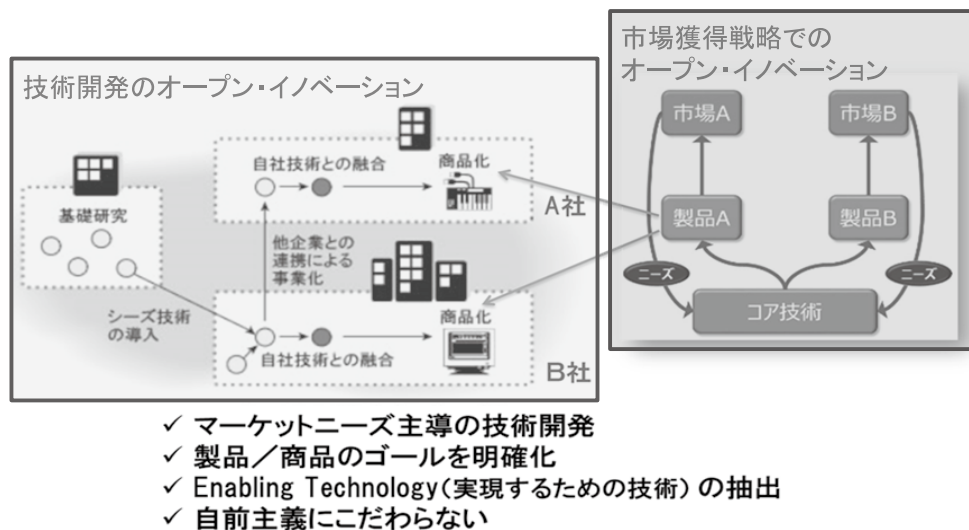 技術開発のオープン・イノベーション
基礎研究
シーズ技術
の導入
自社技術との融合
商品化
A社
他企業との
連携による
事業化
商品化
自社技術との融合
B社
市場獲得戦略での
オープン・イノベーション
市場A
市場B
製品A
製品B
ニーズ
ニーズ
コア技術
✓ マーケットニーズ主導の技術開発
✓ 製品／商品のゴールを明確化
✓ Enabling Technology（実現するための技術）の抽出
✓ 自前主義にこだわらない